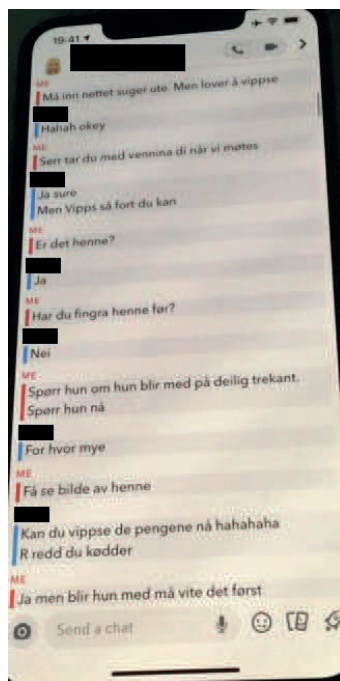 19:41
ME
Må inn nettet suger ute. Men lover å vippse
Hahah okey
ME
Serr tar du med vennina di når vi møtes
Ja sure
Men Vipps så fort du kan
ME
Er det henne?
Ja
ME
Har du fingra henne før?
Nei
ME
Spørr hun om hun blir med på deilig trekant.
Spørr hun nå
For hvor mye
ME
Få se bilde av henne
Kan du vippse de pengene nå hahahaha
R redd du kødder
ME
Ja men blir hun med må vite det først
Send a chat